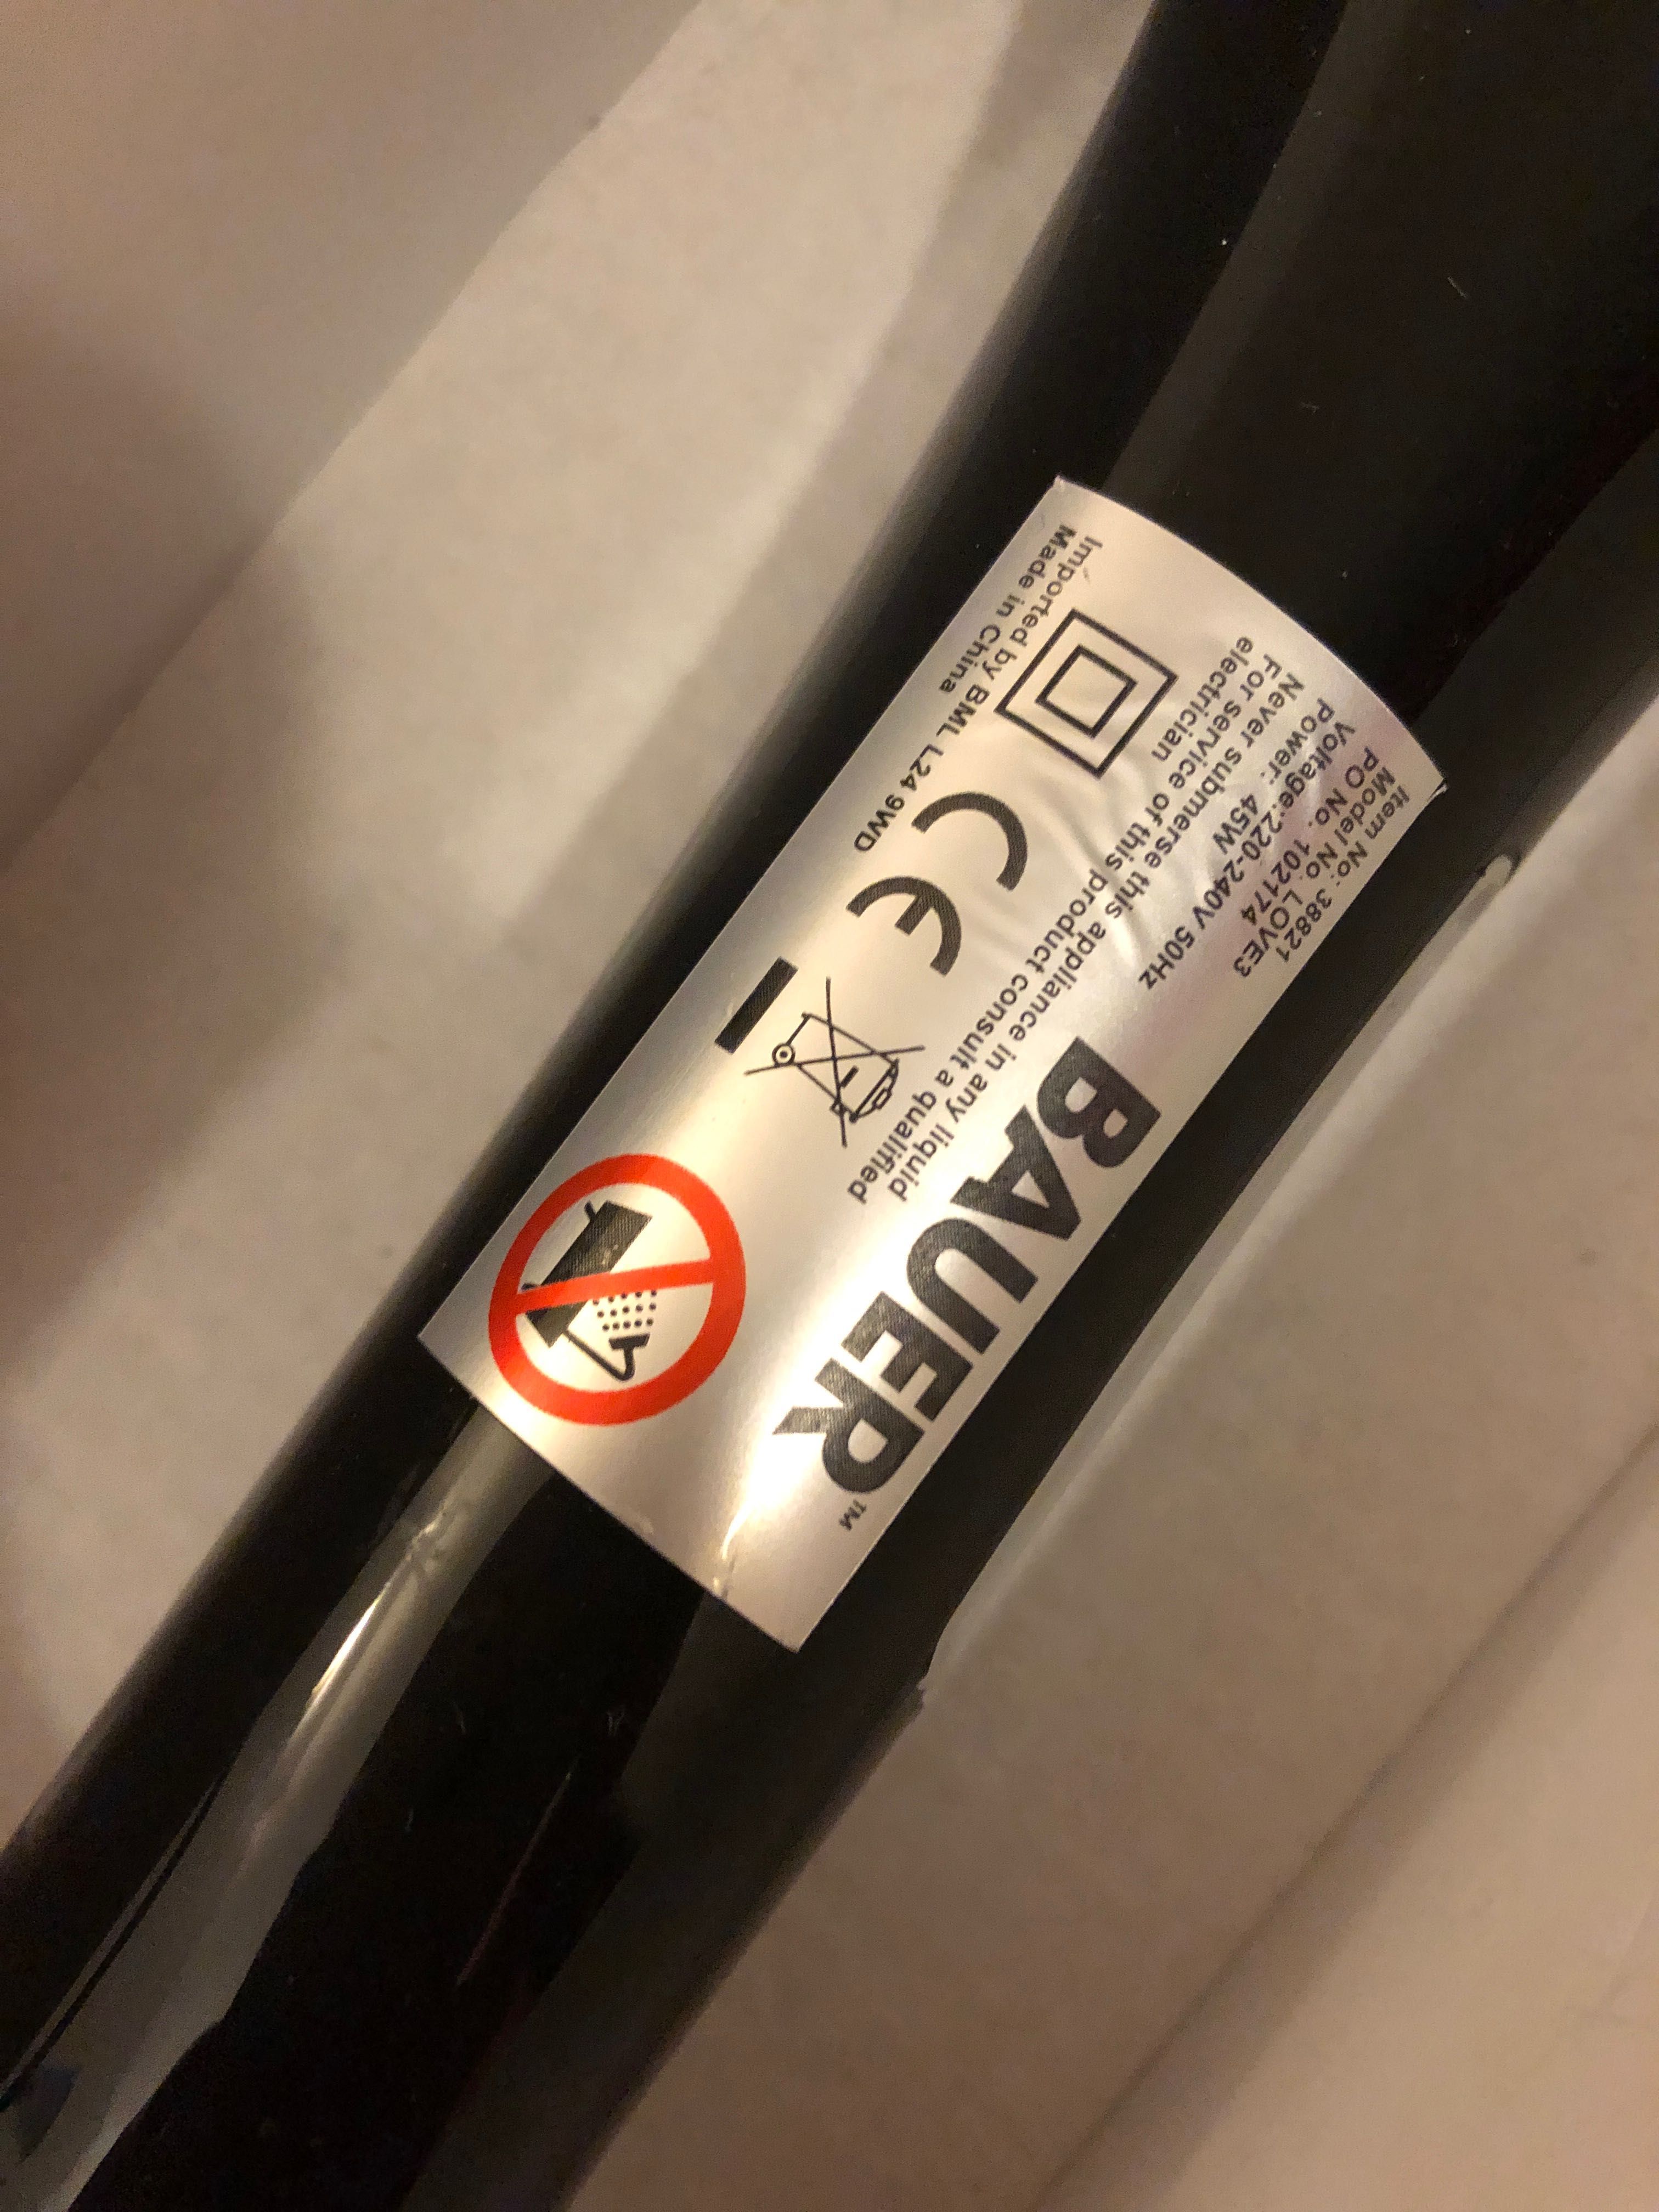 Item No: 38821
Model No. LOVE3
PO No. 102174
Voltage:220-240V 50Hz
Power: 45W
Never submerse this appliance in any liquid
For service of this product consult a qualified
electrician
BAUER™
CE
Imported by BML L24 9WD
Made in China